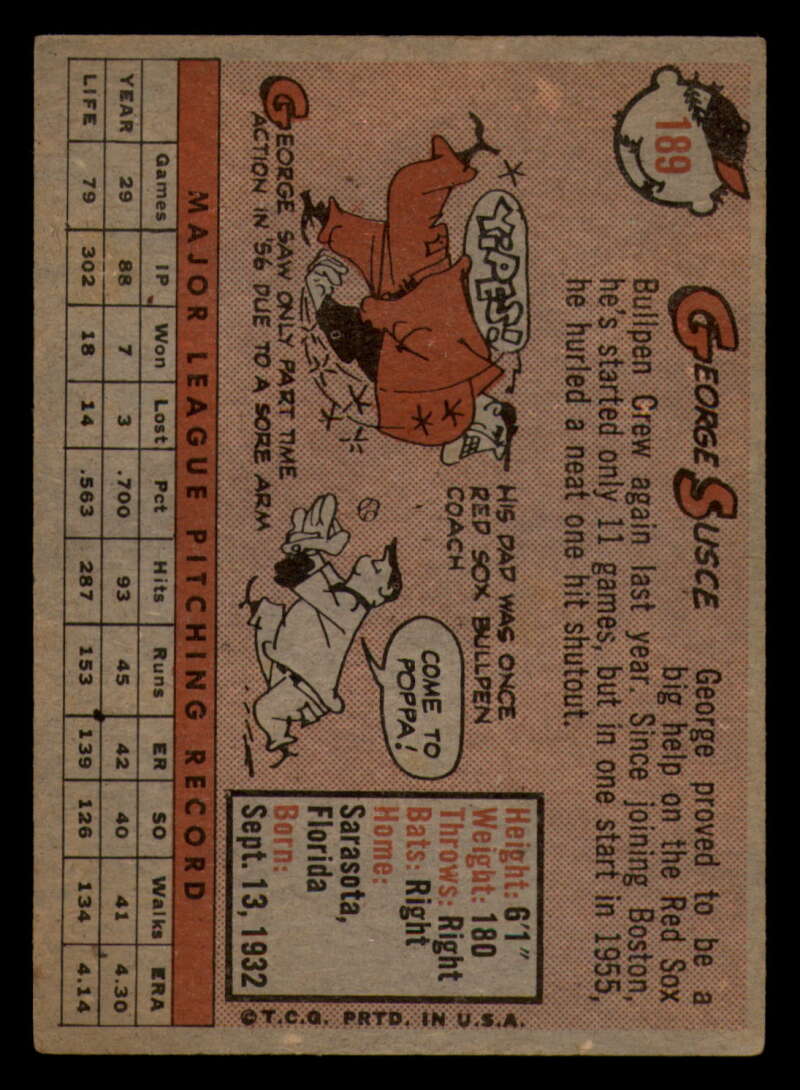 189
GEORGE SUSCE George proved to be a
big help on the Red Sox
Bullpen Crew again last year. Since joining Boston,
he's started only 11 games, but in one start in 1955,
he hurled a neat one hit shutout.
YIPES!
GEORGE SAW ONLY PART TIME
ACTION IN '56 DUE TO A SORE ARM
HIS DAD WAS ONCE
RED SOX BULLPEN
COACH
COME TO
POPPA!
Height: 6'1"
Weight: 180
Throws: Right
Bats: Right
Home:
Sarasota,
Florida
Born:
Sept. 13, 1932
©T.C.G. PRTD. IN U.S.A.
MAJOR LEAGUE PITCHING RECORD
Games IP Won Lost Pct Hits Runs ER SO Walks ERA
YEAR 29 88 7 3 .700 93 45 42 40 41 4.30
LIFE 79 302 18 14 .563 287 153 139 126 134 4.14